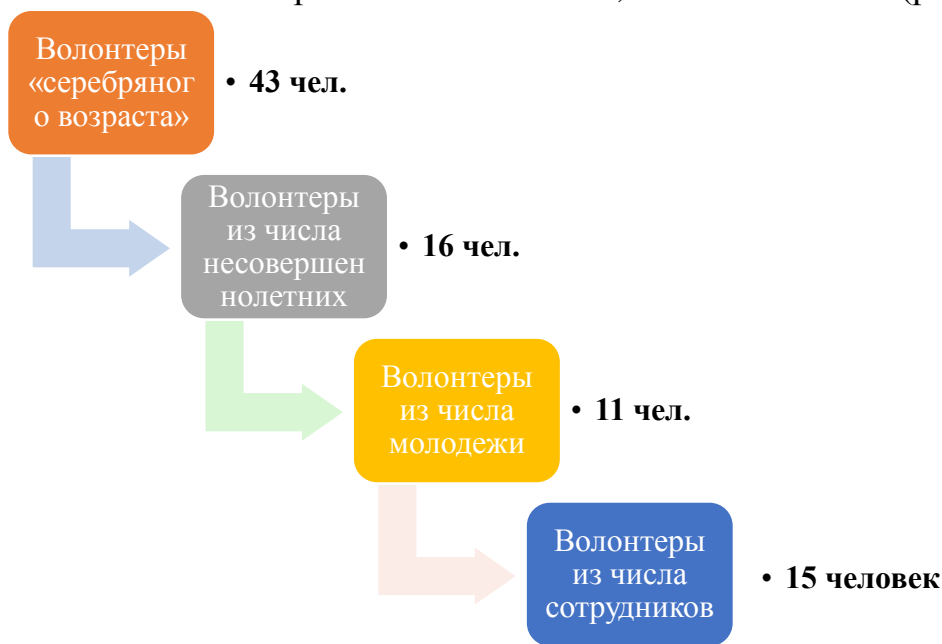 Волонтеры
«серебряног
о возраста»
• 43 чел.
Волонтеры
из числа
несовершен
нолетних
• 16 чел.
Волонтеры
из числа
молодежи
• 11 чел.
Волонтеры
из числа
сотрудников
• 15 человек